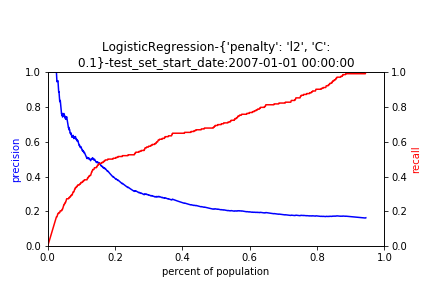 LogisticRegression-{'penalty': 'l2', 'C':
0.1}-test_set_start_date:2007-01-01 00:00:00
1.0
0.8
0.6
0.4
0.2
0.0
precision
1.0
0.8
0.6
0.4
0.2
0.0
recall
0.0 0.2 0.4 0.6 0.8 1.0
percent of population